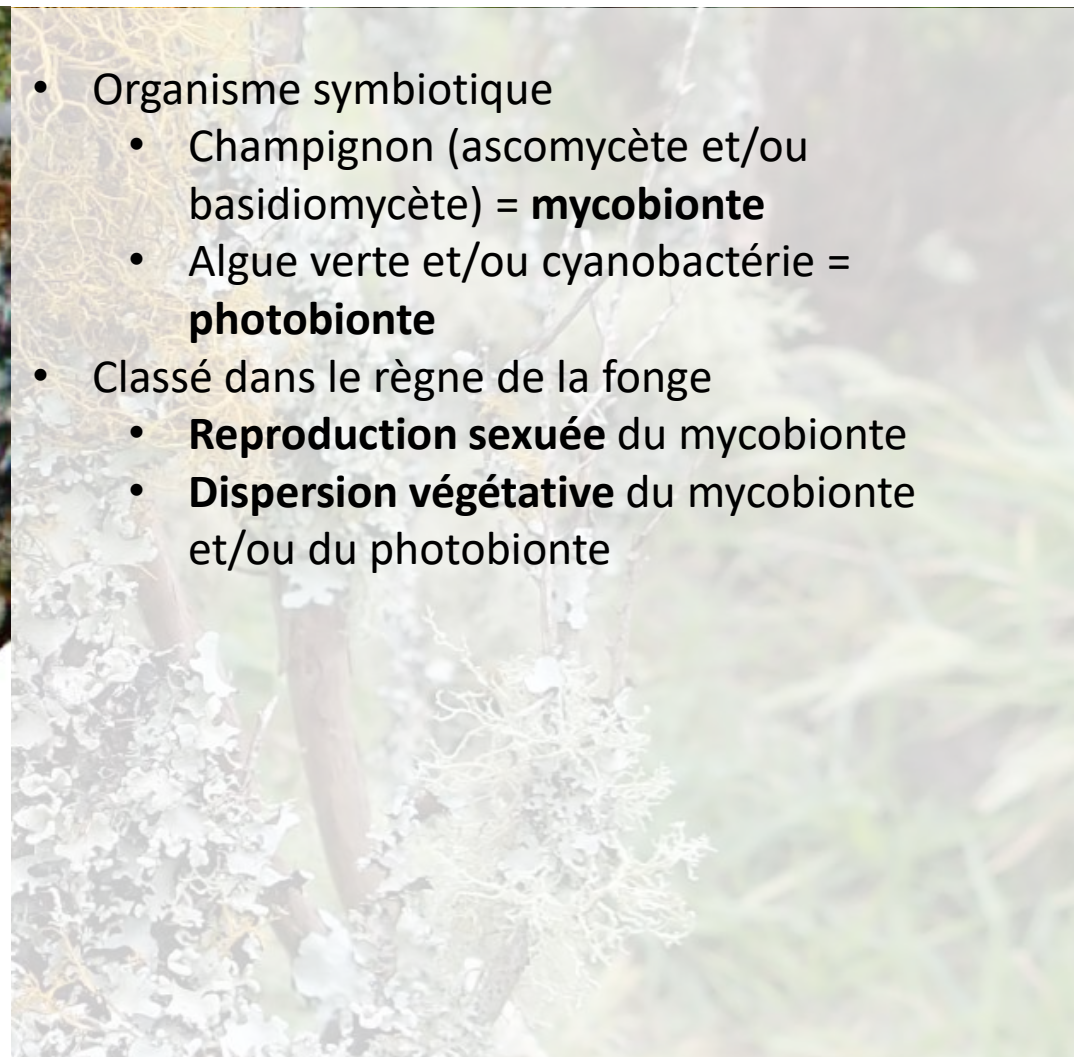 • Organisme symbiotique
• Champignon (ascomycète et/ou
basidiomycète) = mycobionte
• Algue verte et/ou cyanobactérie =
photobionte
• Classé dans le règne de la fonge
• Reproduction sexuée du mycobionte
• Dispersion végétative du mycobionte
et/ou du photobionte